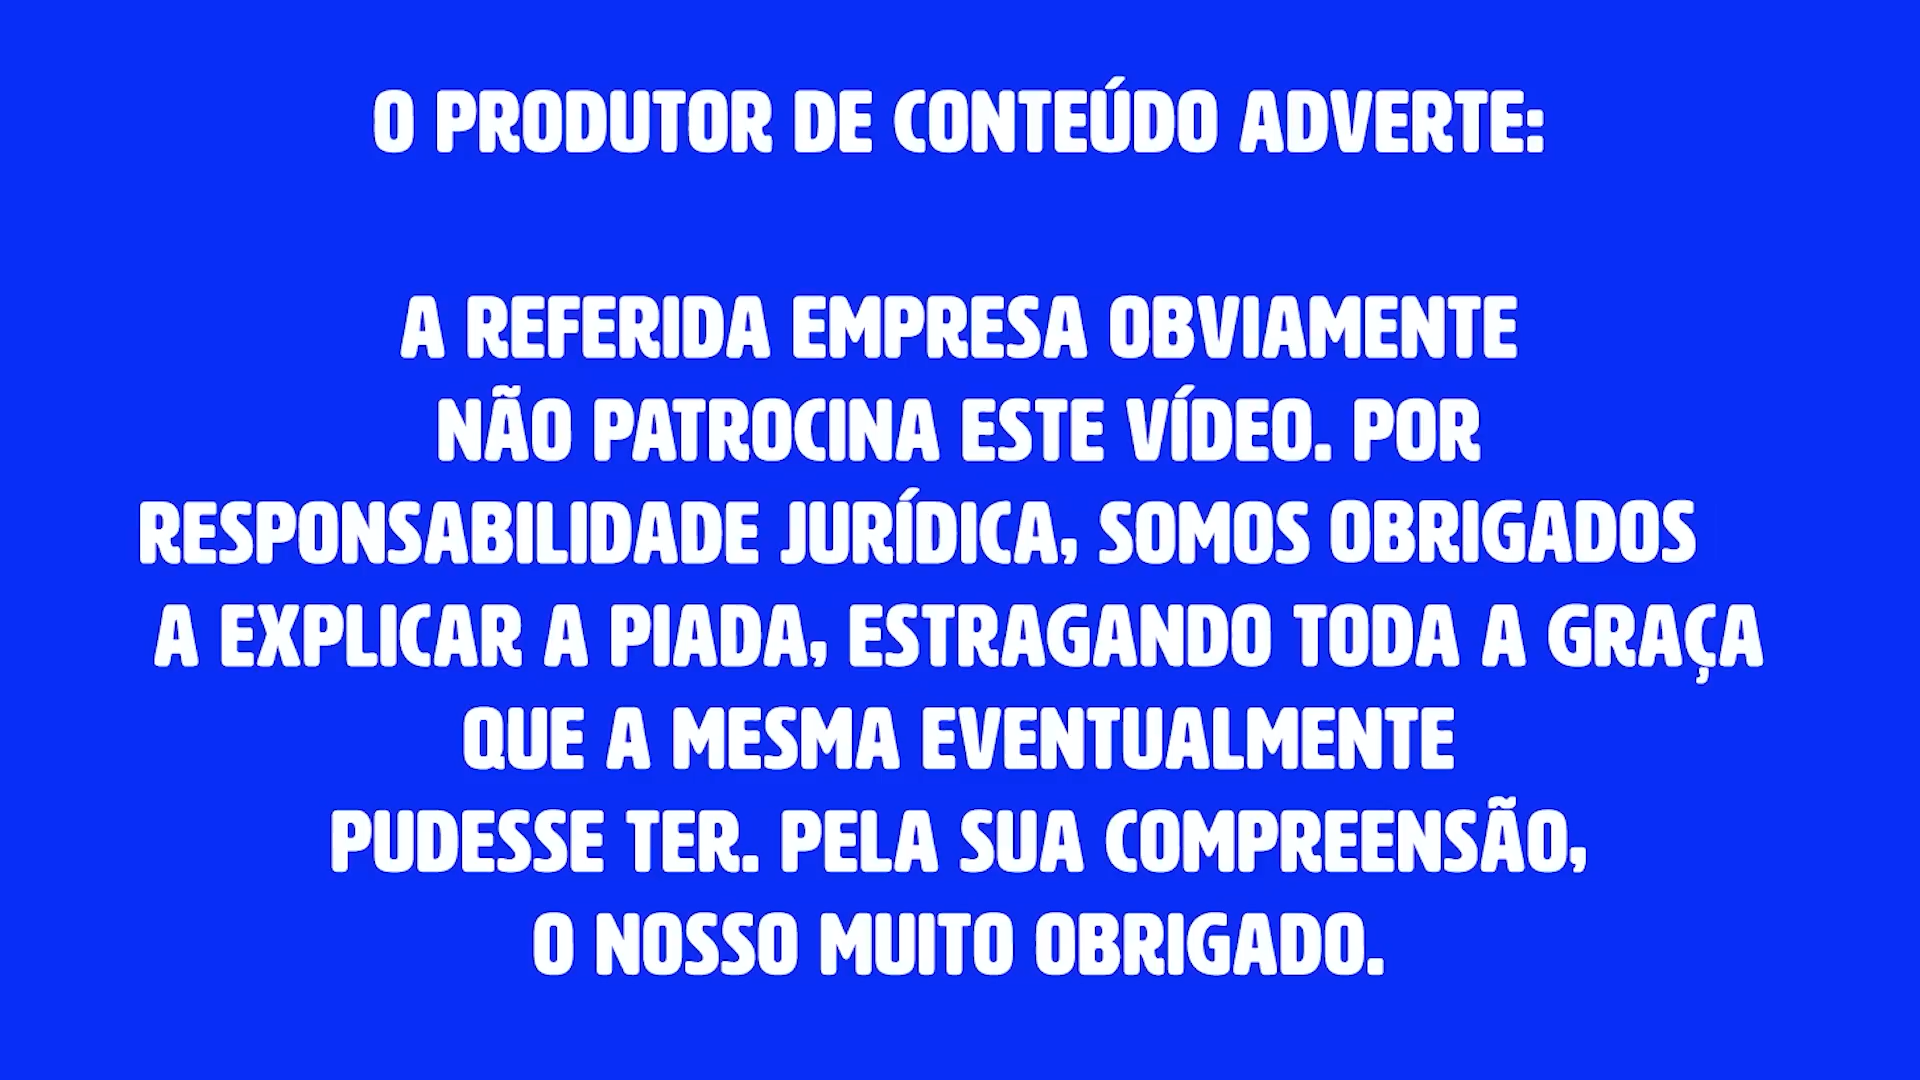 O PRODUTOR DE CONTEÚDO ADVERTE:
A REFERIDA EMPRESA OBVIAMENTE
NÃO PATROCINA ESTE VÍDEO. POR
RESPONSABILIDADE JURÍDICA, SOMOS OBRIGADOS
A EXPLICAR A PIADA, ESTRAGANDO TODA A GRAÇA
QUE A MESMA EVENTUALMENTE
PUDESSE TER. PELA SUA COMPREENSÃO,
O NOSSO MUITO OBRIGADO.